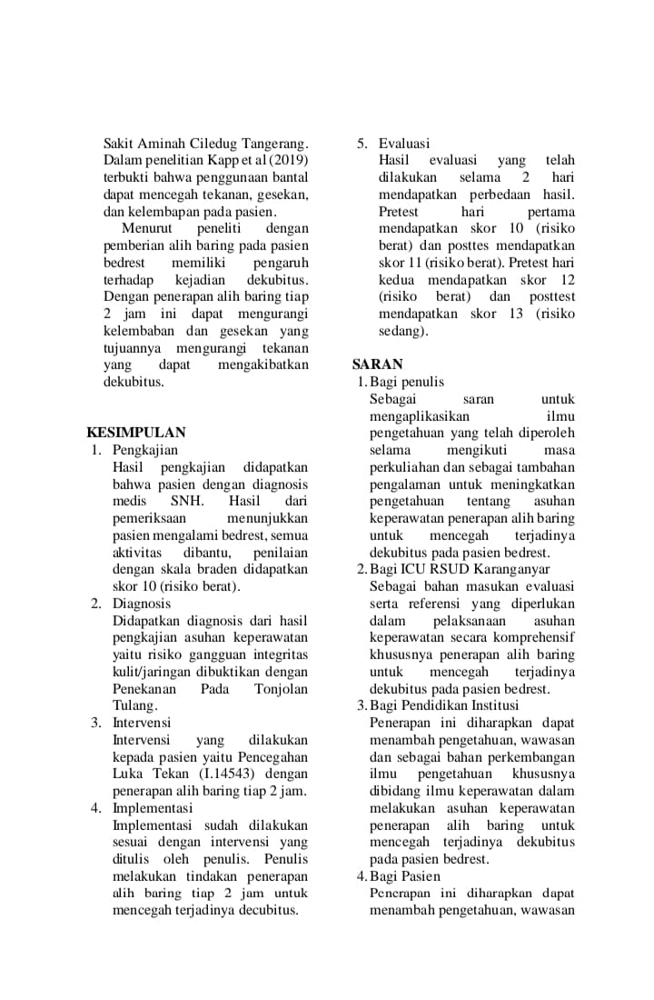 Sakit Aminah Ciledug Tangerang.
Dalam penelitian Kapp et al (2019)
terbukti bahwa penggunaan bantal
dapat mencegah tekanan, gesekan,
dan kelembapan pada pasien.
Menurut peneliti dengan
pemberian alih baring pada pasien
bedrest memiliki pengaruh
terhadap kejadian dekubitus.
Dengan penerapan alih baring tiap
2 jam ini dapat mengurangi
kelembaban dan gesekan yang
tujuannya mengurangi tekanan
yang dapat mengakibatkan
dekubitus.
KESIMPULAN
1. Pengkajian
Hasil pengkajian didapatkan
bahwa pasien dengan diagnosis
medis SNH. Hasil dari
pemeriksaan menunjukkan
pasien mengalami bedrest, semua
aktivitas dibantu, penilaian
dengan skala braden didapatkan
skor 10 (risiko berat).
2. Diagnosis
Didapatkan diagnosis dari hasil
pengkajian asuhan keperawatan
yaitu risiko gangguan integritas
kulit/jaringan dibuktikan dengan
Penekanan Pada Tonjolan
Tulang.
3. Intervensi
Intervensi yang dilakukan
kepada pasien yaitu Pencegahan
Luka Tekan (I.14543) dengan
penerapan alih baring tiap 2 jam.
4. Implementasi
Implementasi sudah dilakukan
sesuai dengan intervensi yang
ditulis oleh penulis. Penulis
melakukan tindakan penerapan
alih baring tiap 2 jam untuk
mencegah terjadinya decubitus.
5. Evaluasi
Hasil evaluasi yang telah
dilakukan selama 2 hari
mendapatkan perbedaan hasil.
Pretest hari pertama
mendapatkan skor 10 (risiko
berat) dan posttes mendapatkan
skor 11 (risiko berat). Pretest hari
kedua mendapatkan skor 12
(risiko berat) dan posttest
mendapatkan skor 13 (risiko
sedang).
SARAN
1. Bagi penulis
Sebagai saran untuk
mengaplikasikan ilmu
pengetahuan yang telah diperoleh
selama mengikuti masa
perkuliahan dan sebagai tambahan
pengalaman untuk meningkatkan
pengetahuan tentang asuhan
keperawatan penerapan alih baring
untuk mencegah terjadinya
dekubitus pada pasien bedrest.
2. Bagi ICU RSUD Karanganyar
Sebagai bahan masukan evaluasi
serta referensi yang diperlukan
dalam pelaksanaan asuhan
keperawatan secara komprehensif
khususnya penerapan alih baring
untuk mencegah terjadinya
dekubitus pada pasien bedrest.
3. Bagi Pendidikan Institusi
Penerapan ini diharapkan dapat
menambah pengetahuan, wawasan
dan sebagai bahan perkembangan
ilmu pengetahuan khususnya
dibidang ilmu keperawatan dalam
melakukan asuhan keperawatan
penerapan alih baring untuk
mencegah terjadinya dekubitus
pada pasien bedrest.
4. Bagi Pasien
Penerapan ini diharapkan dapat
menambah pengetahuan, wawasan